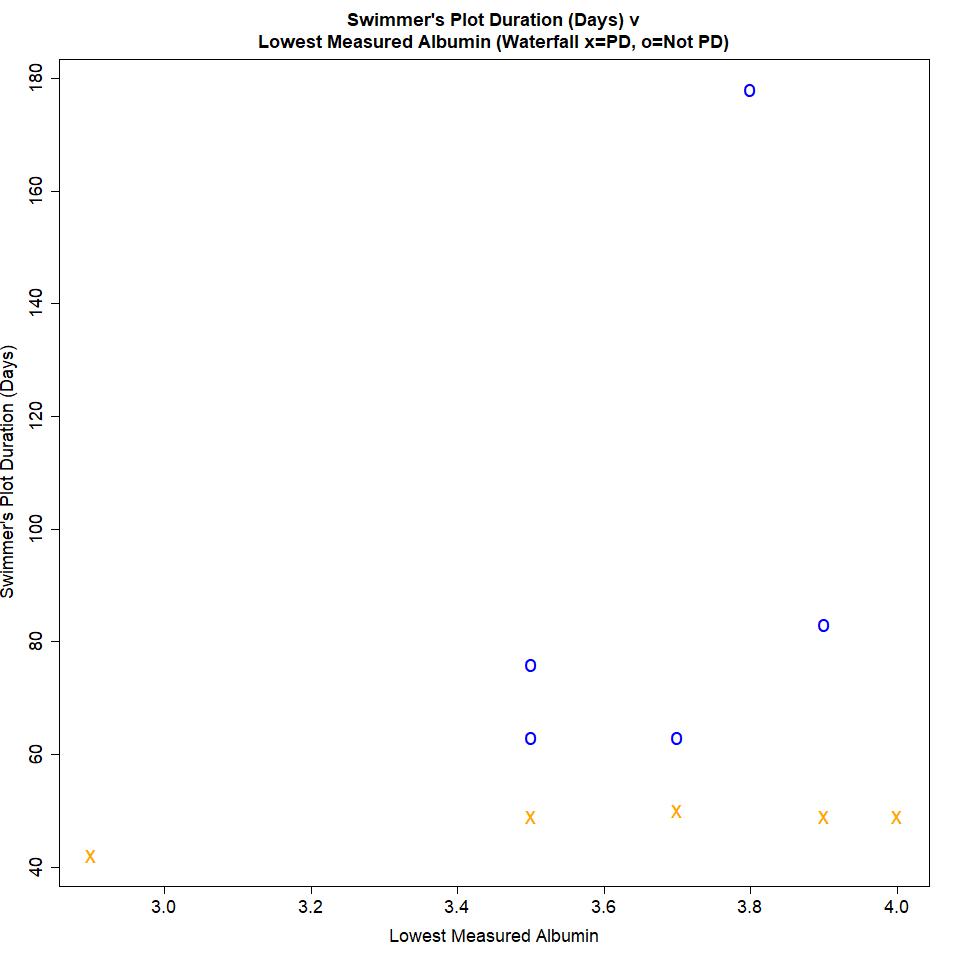 Swimmer's Plot Duration (Days) v
Lowest Measured Albumin (Waterfall x=PD, o=Not PD)
Swimmer's Plot Duration (Days)
180
160
140
120
100
80
60
40
o
o
o
o
o
x
x
x
x
x
3.0 3.2 3.4 3.6 3.8 4.0
Lowest Measured Albumin